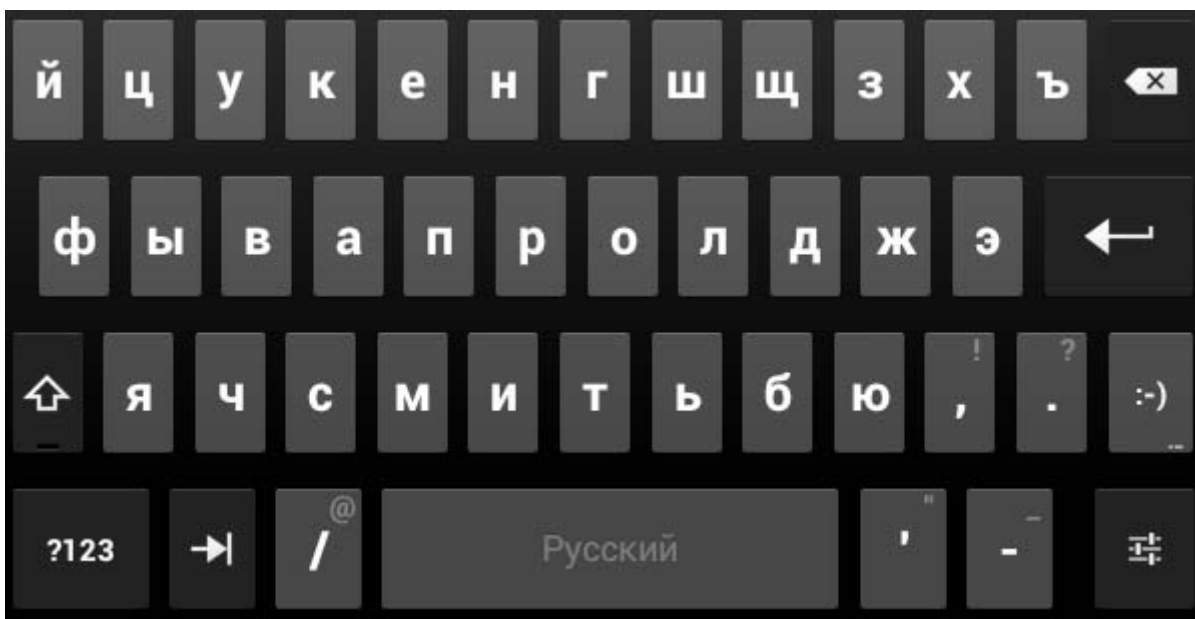 й ц у к е н г ш щ з х ъ
ф ы в а п р о л д ж э
я ч с м и т ь б ю ! , ? . :-) ...
?123 @ / Русский " ' _ -